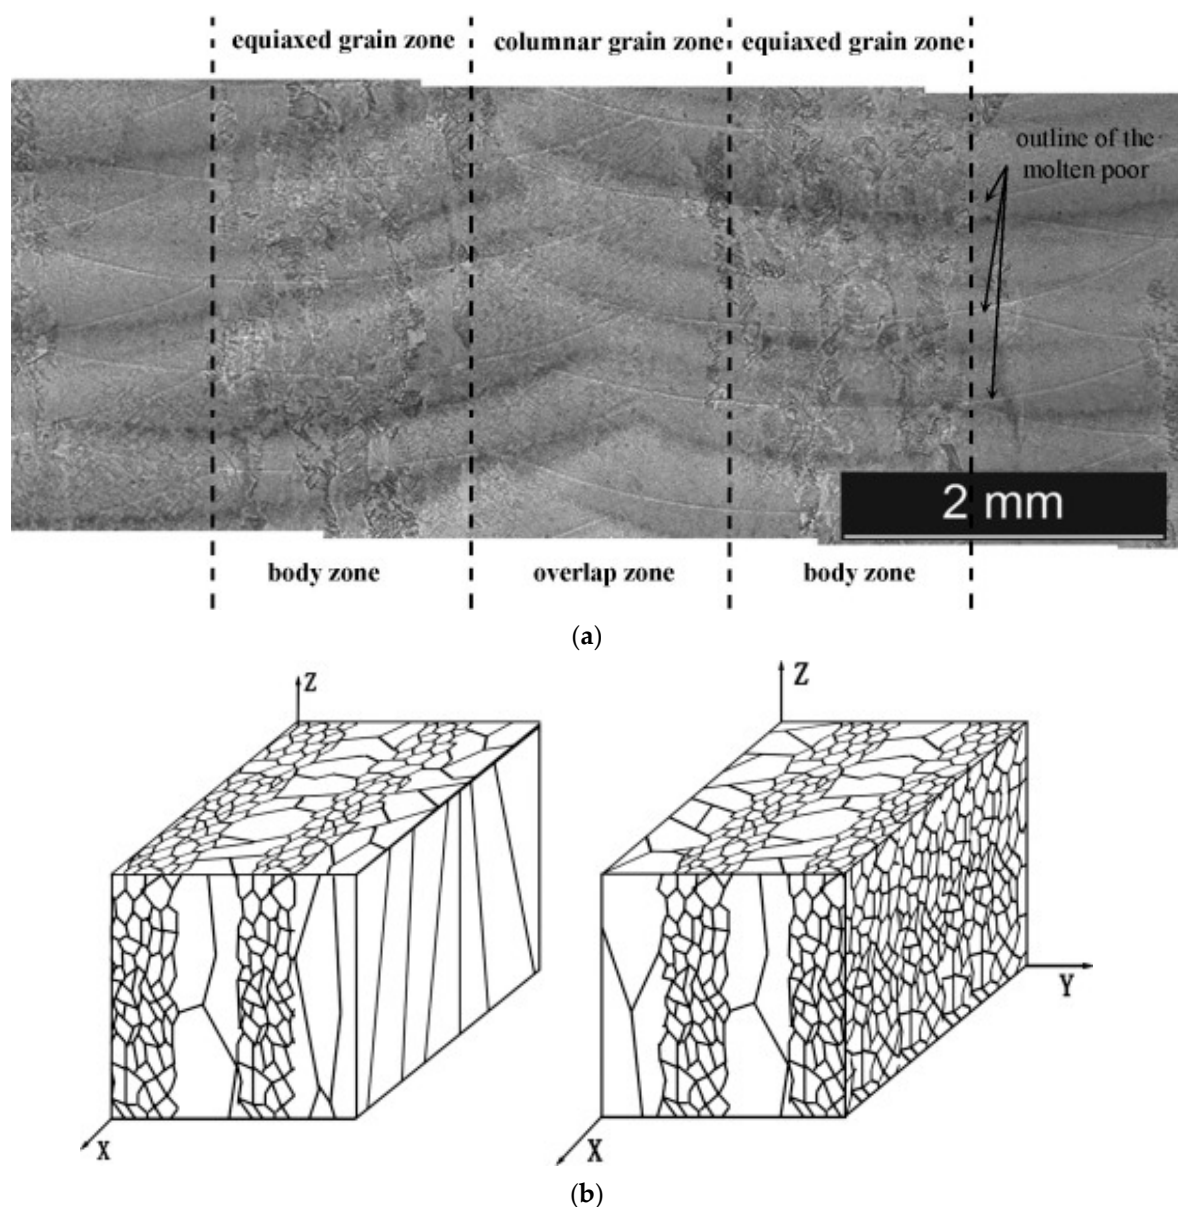 equiaxed grain zone columnar grain zone equiaxed grain zone
outline of the
molten poor
2 mm
body zone overlap zone body zone
(a)
Z Z
Y
X X
(b)